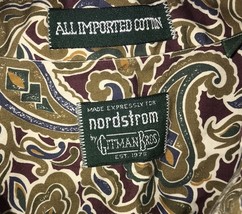 ALL IMPORTED COTTON
MADE EXPRESSLY FOR
nordstrom
by GITMAN BROS.
EST. 1978